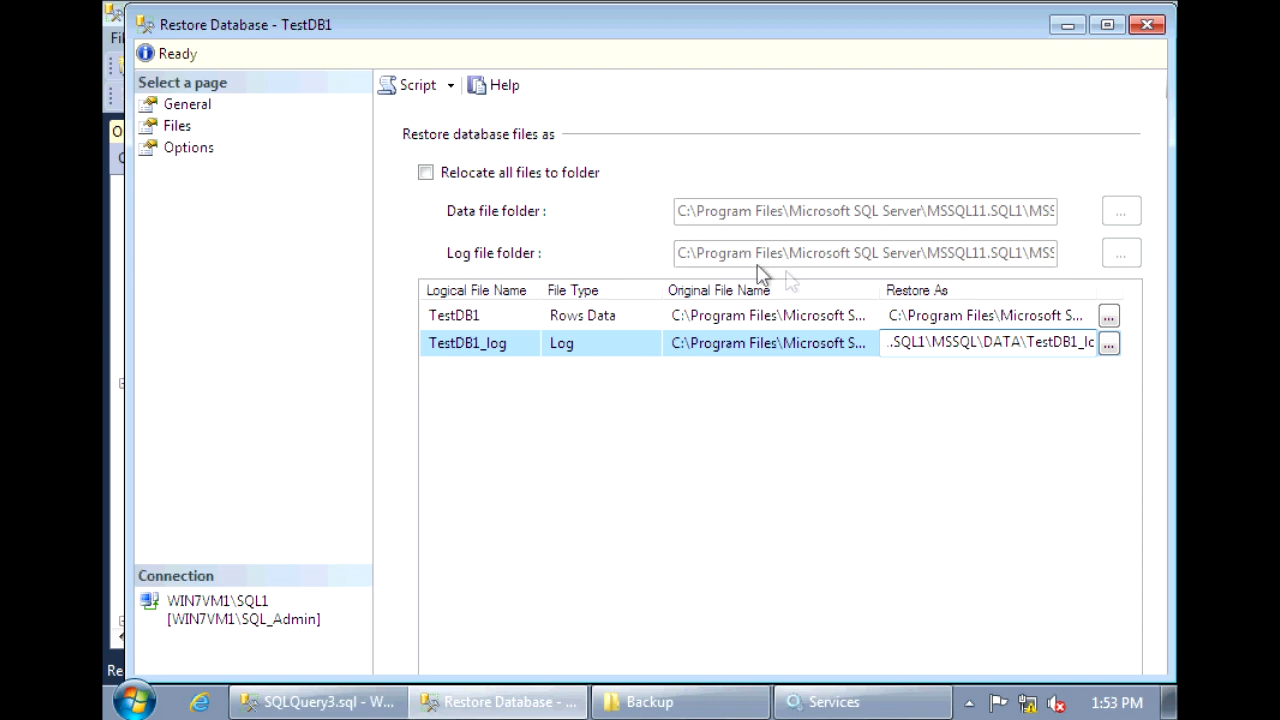 Restore Database - TestDB1
Ready
Select a page
General
Files
Options
Script
Help
Restore database files as
Relocate all files to folder
Data file folder :
C:\Program Files\Microsoft SQL Server\MSSQL11.SQL1\MSS
...
Log file folder :
C:\Program Files\Microsoft SQL Server\MSSQL11.SQL1\MSS
...
Logical File Name File Type Original File Name Restore As
TestDB1 Rows Data C:\Program Files\Microsoft S... C:\Program Files\Microsoft S... ...
TestDB1_log Log C:\Program Files\Microsoft S... .SQL1\MSSQL\DATA\TestDB1_lo ...
Connection
WIN7VM1\SQL1
[WIN7VM1\SQL_Admin]
Re
SQLQuery3.sql - W...
Restore Database - ...
Backup
Services
1:53 PM